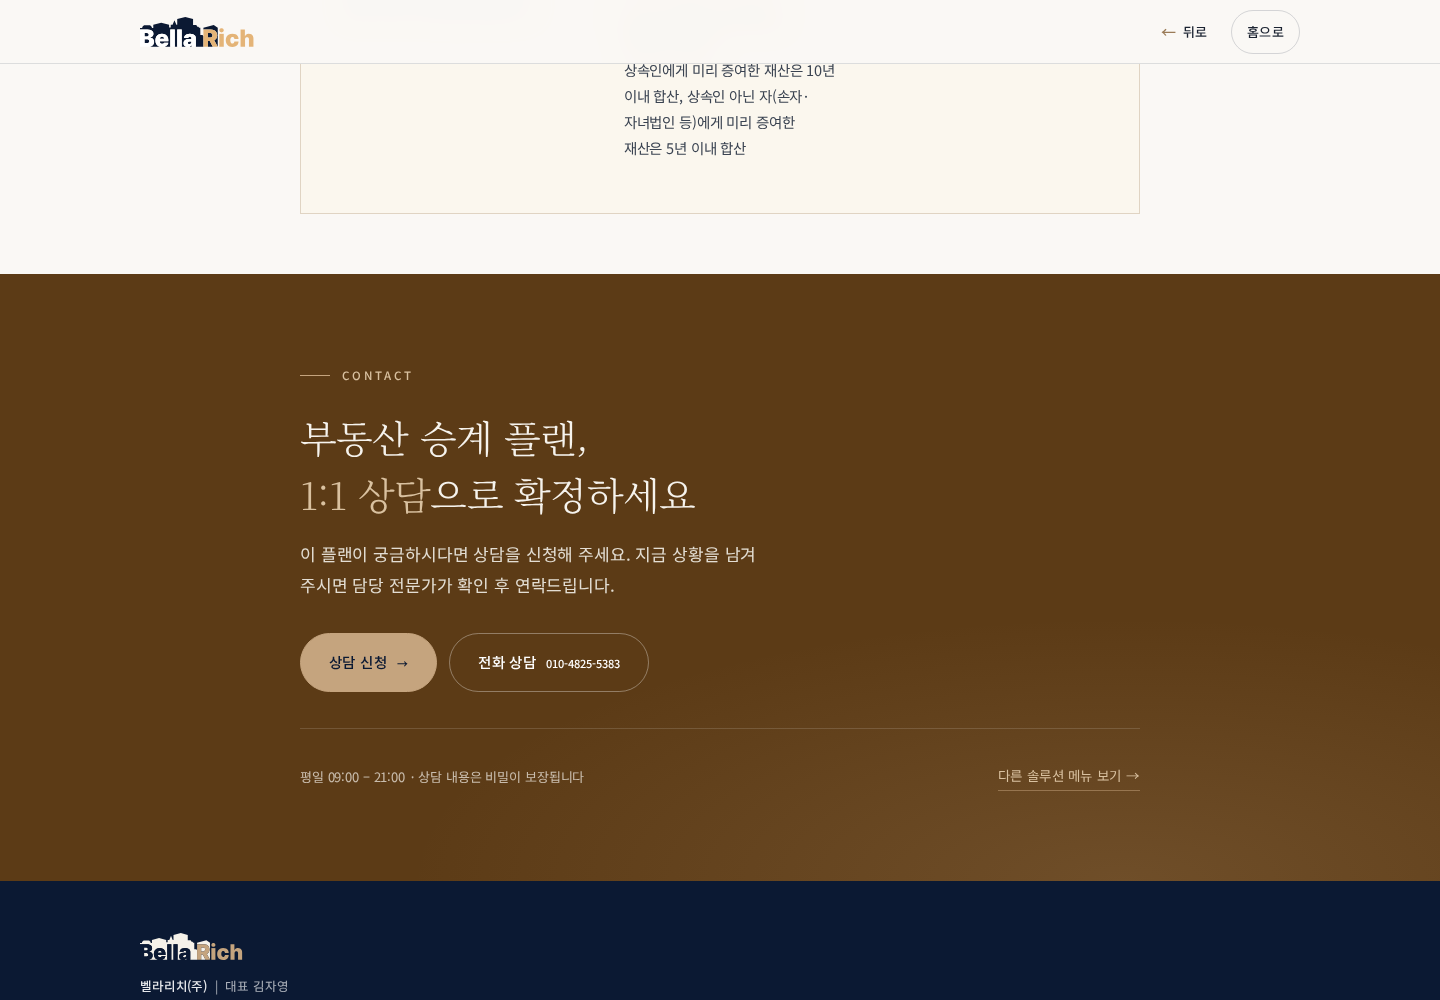 Bella Rich
← 뒤로
홈으로
상속인에게 미리 증여한 재산은 10년
이내 합산, 상속인 아닌 자(손자·
자녀법인 등)에게 미리 증여한
재산은 5년 이내 합산
CONTACT
부동산 승계 플랜,
1:1 상담으로 확정하세요
이 플랜이 궁금하시다면 상담을 신청해 주세요. 지금 상황을 남겨
주시면 담당 전문가가 확인 후 연락드립니다.
상담 신청 →
전화 상담 010-4825-5383
평일 09:00 – 21:00 · 상담 내용은 비밀이 보장됩니다
다른 솔루션 메뉴 보기 →
Bella Rich
벨라리치(주) | 대표 김자영